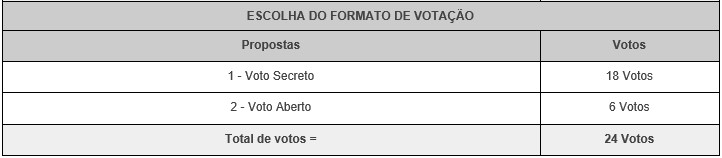 ESCOLHA DO FORMATO DE VOTAÇÃO
Propostas Votos
1 - Voto Secreto 18 Votos
2 - Voto Aberto 6 Votos
Total de votos = 24 Votos